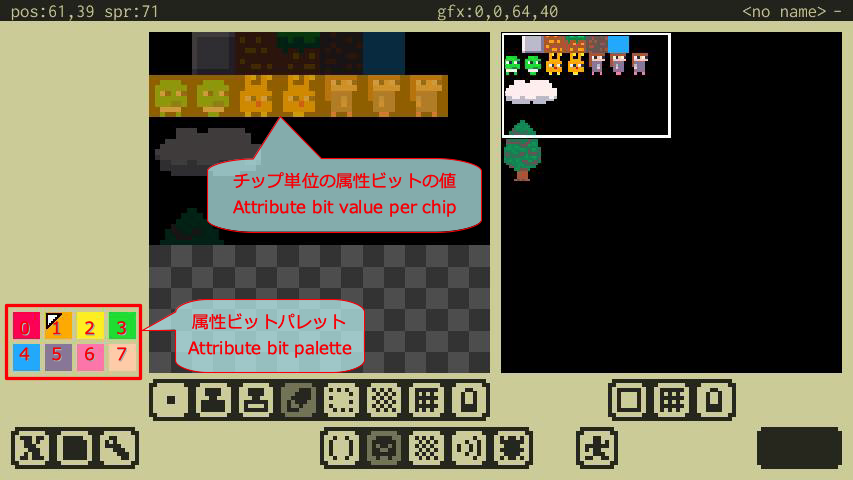 pos:61,39 spr:71 gfx:0,0,64,40 <no name> -
チップ単位の属性ビットの値
Attribute bit value per chip
属性ビットパレット
Attribute bit palette
0 1 2 3
4 5 6 7